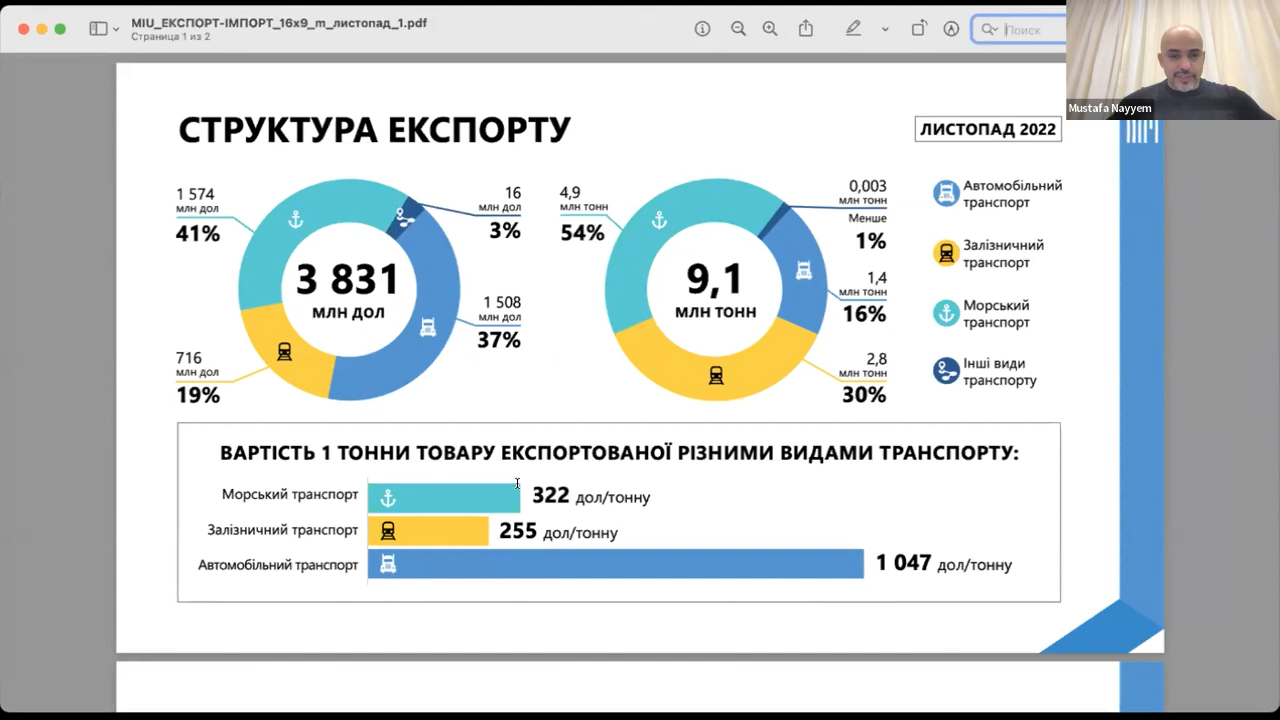 MIU_ЕКСПОРТ-ІМПОРТ_16x9_m_листопад_1.pdf
Страница 1 из 2
Поиск
Mustafa Nayyem
СТРУКТУРА ЕКСПОРТУ
ЛИСТОПАД 2022
1 574
млн дол
41%
16
млн дол
3%
3 831
млн дол
1 508
млн дол
37%
716
млн дол
19%
4,9
млн тонн
54%
0,003
млн тонн
Менше
1%
9,1
млн тонн
1,4
млн тонн
16%
2,8
млн тонн
30%
Автомобільний
транспорт
Залізничний
транспорт
Морський
транспорт
Інші види
транспорту
ВАРТІСТЬ 1 ТОННИ ТОВАРУ ЕКСПОРТОВАНОЇ РІЗНИМИ ВИДАМИ ТРАНСПОРТУ:
Морський транспорт 322 дол/тонну
Залізничний транспорт 255 дол/тонну
Автомобільний транспорт 1 047 дол/тонну